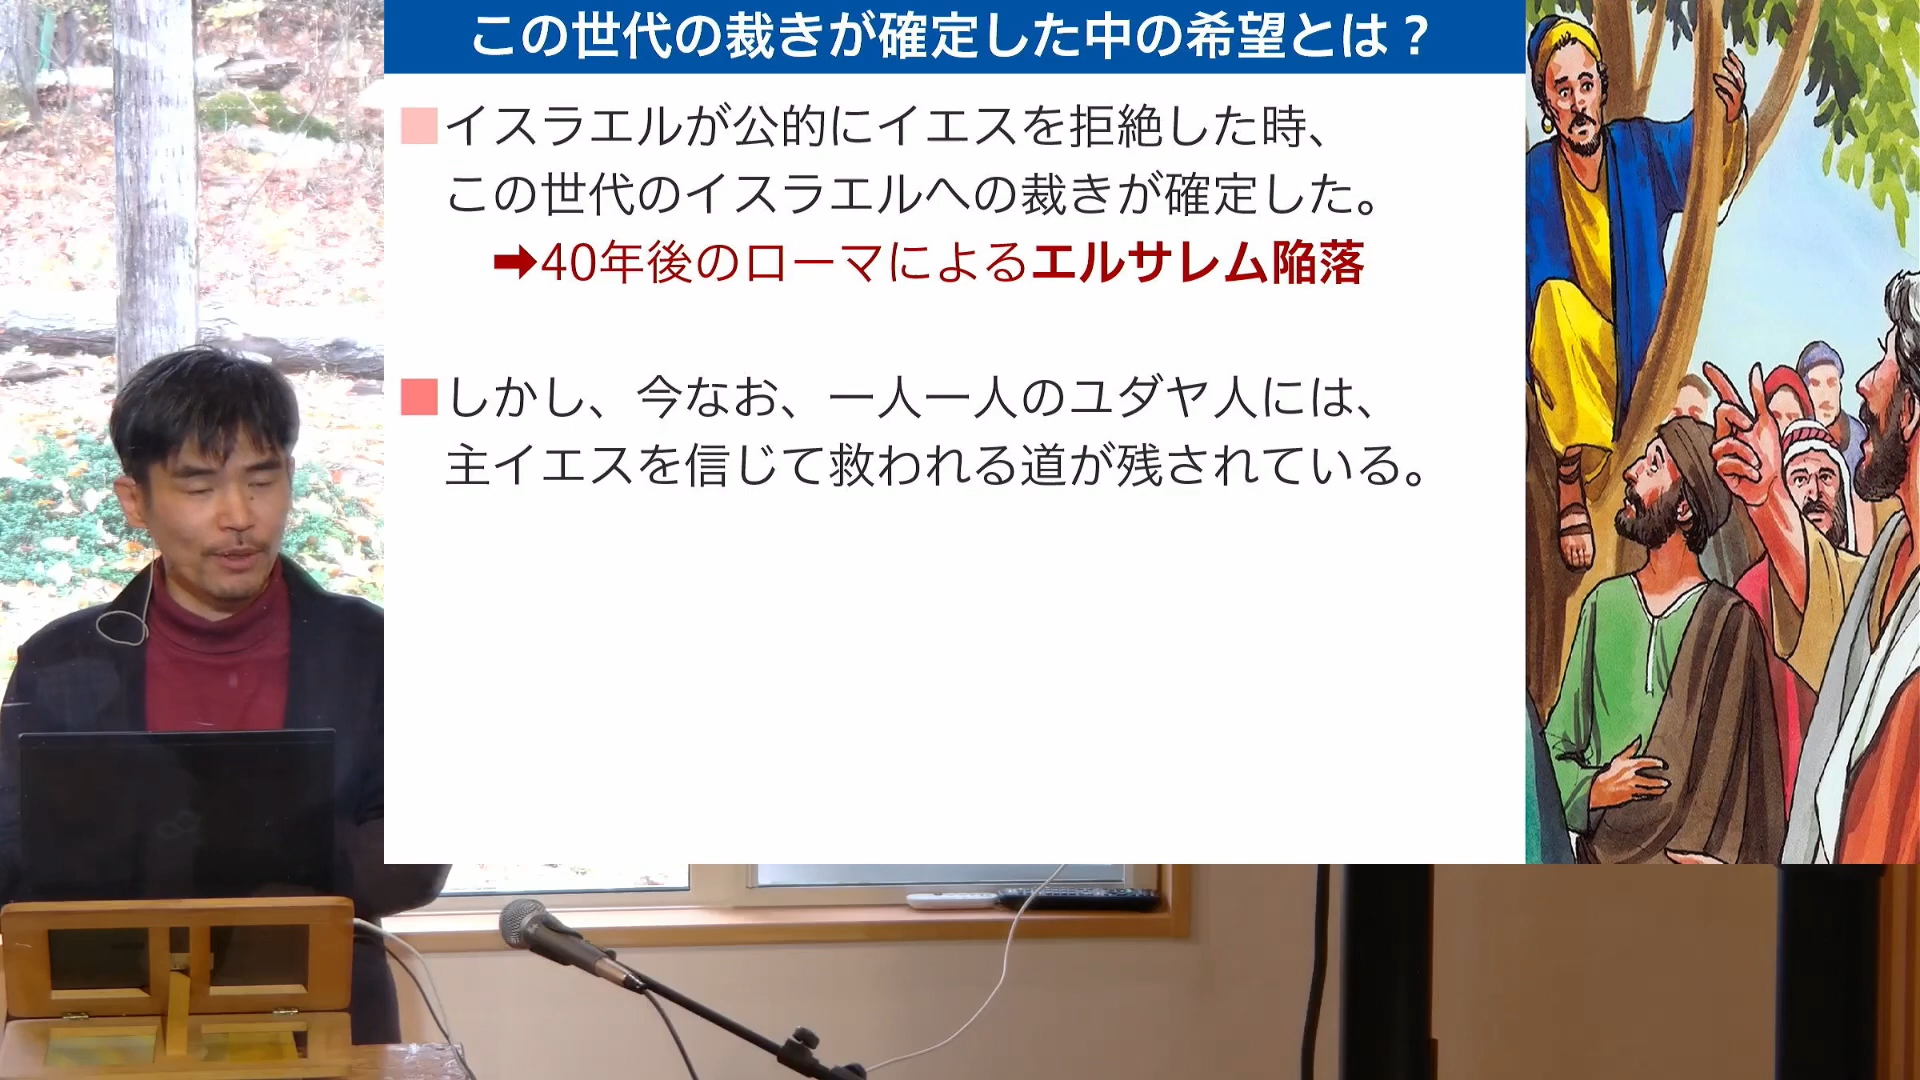 この世代の裁きが確定した中の希望とは？
■イスラエルが公的にイエスを拒絶した時、
この世代のイスラエルへの裁きが確定した。
➡40年後のローマによるエルサレム陥落
■しかし、今なお、一人一人のユダヤ人には、
主イエスを信じて救われる道が残されている。